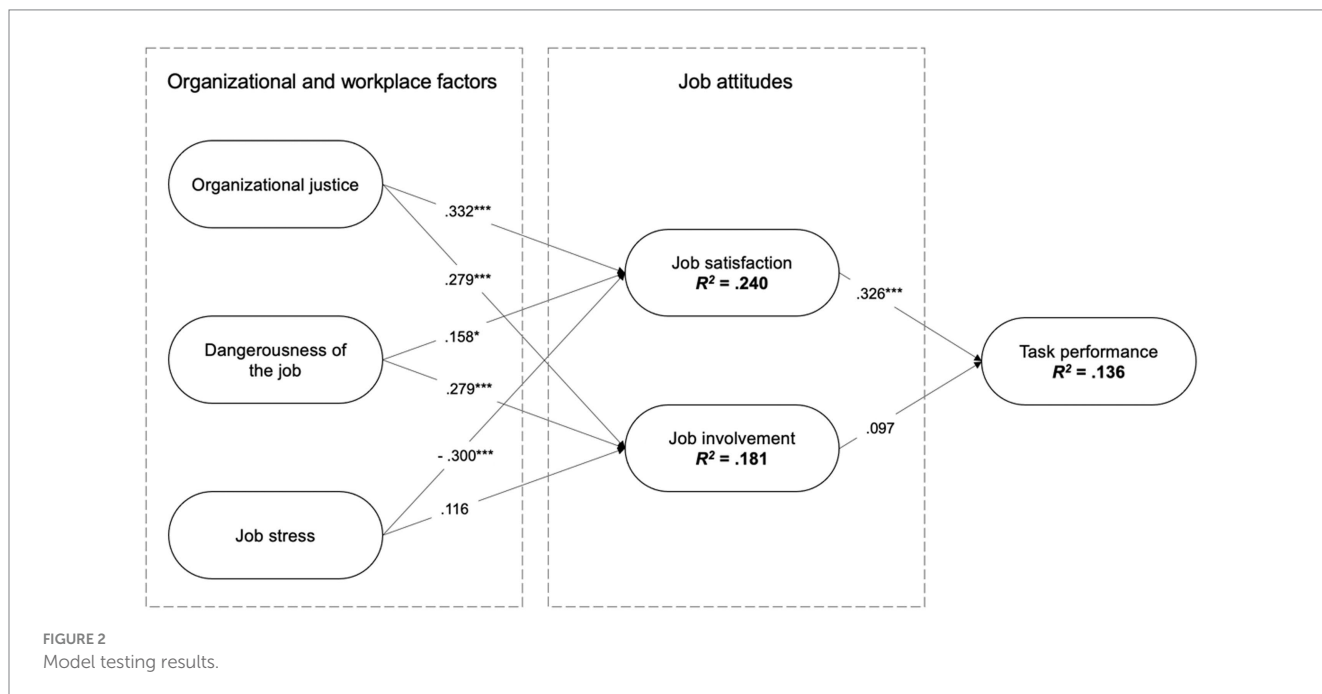 Organizational and workplace factors
Job attitudes
Organizational justice
.332***
.279***
Job satisfaction
R² = .240
.326***
Dangerousness of
the job
.158*
.279***
Task performance
R² = .136
Job involvement
R² = .181
.097
- .300***
.116
Job stress
FIGURE 2
Model testing results.